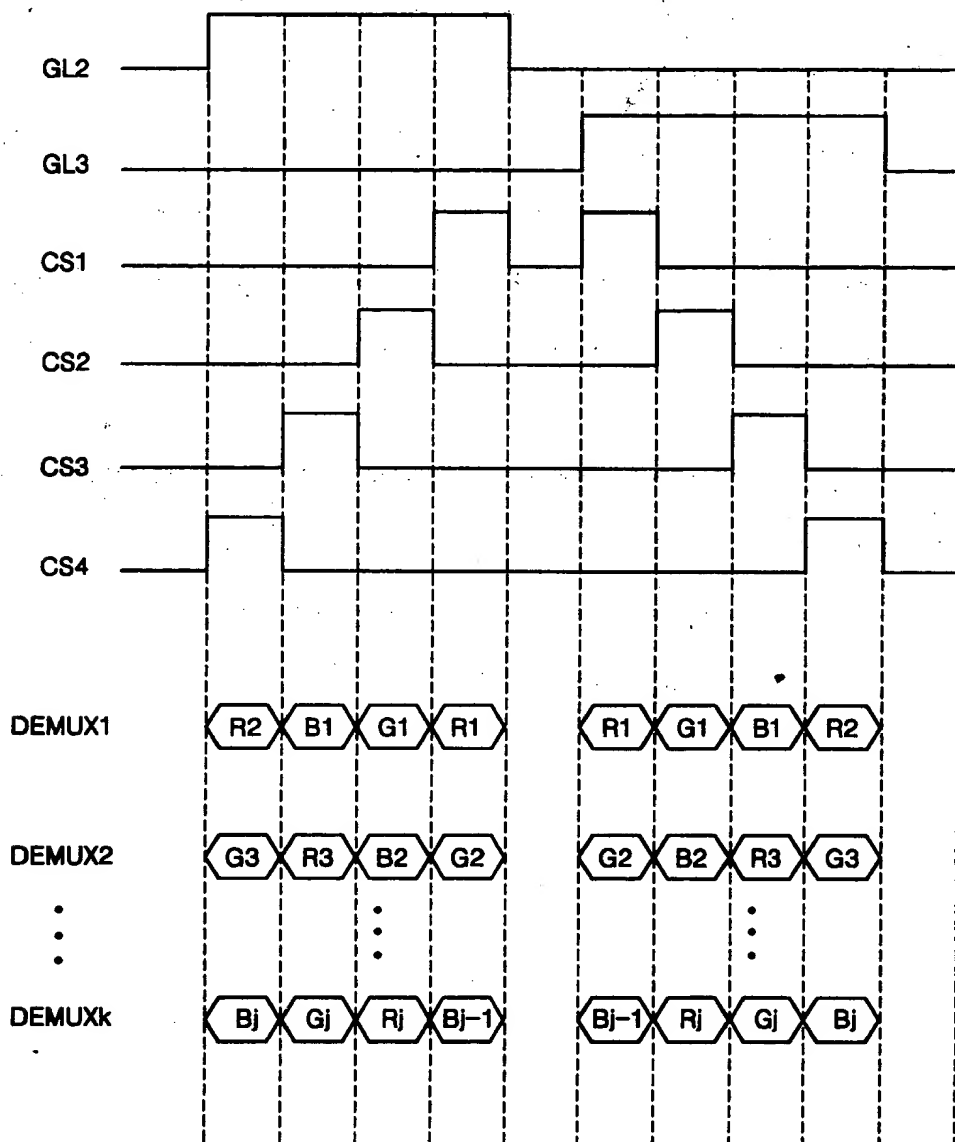 GL2
GL3
CS1
CS2
CS3
CS4
DEMUX1 R2 B1 G1 R1 R1 G1 B1 R2
DEMUX2 G3 R3 B2 G2 G2 B2 R3 G3
DEMUXk Bj Gj Rj Bj-1 Bj-1 Rj Gj Bj